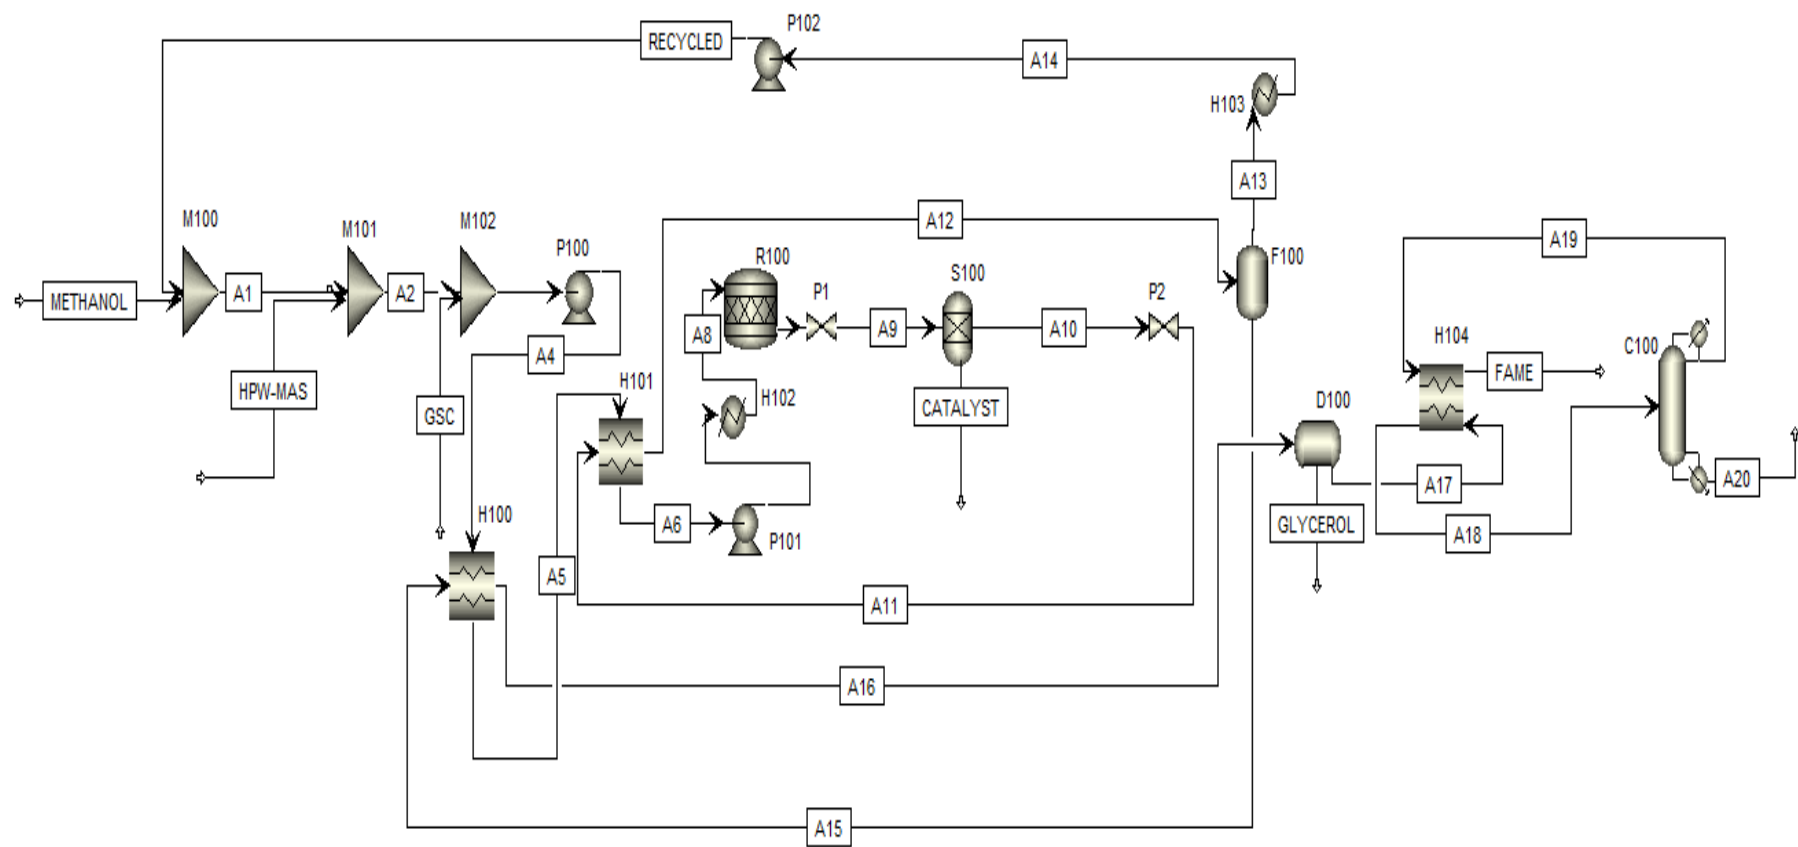 P102
RECYCLED
A14
H103
A13
M100
M101
M102
P100
A12
A19
F100
R100
S100
P1
P2
METHANOL
A1
A2
A8
A9
A10
H104
C100
A4
FAME
HPW-MAS
GSC
H101
H102
CATALYST
D100
A17
A20
H100
A6
P101
GLYCEROL
A18
A5
A11
A16
A15